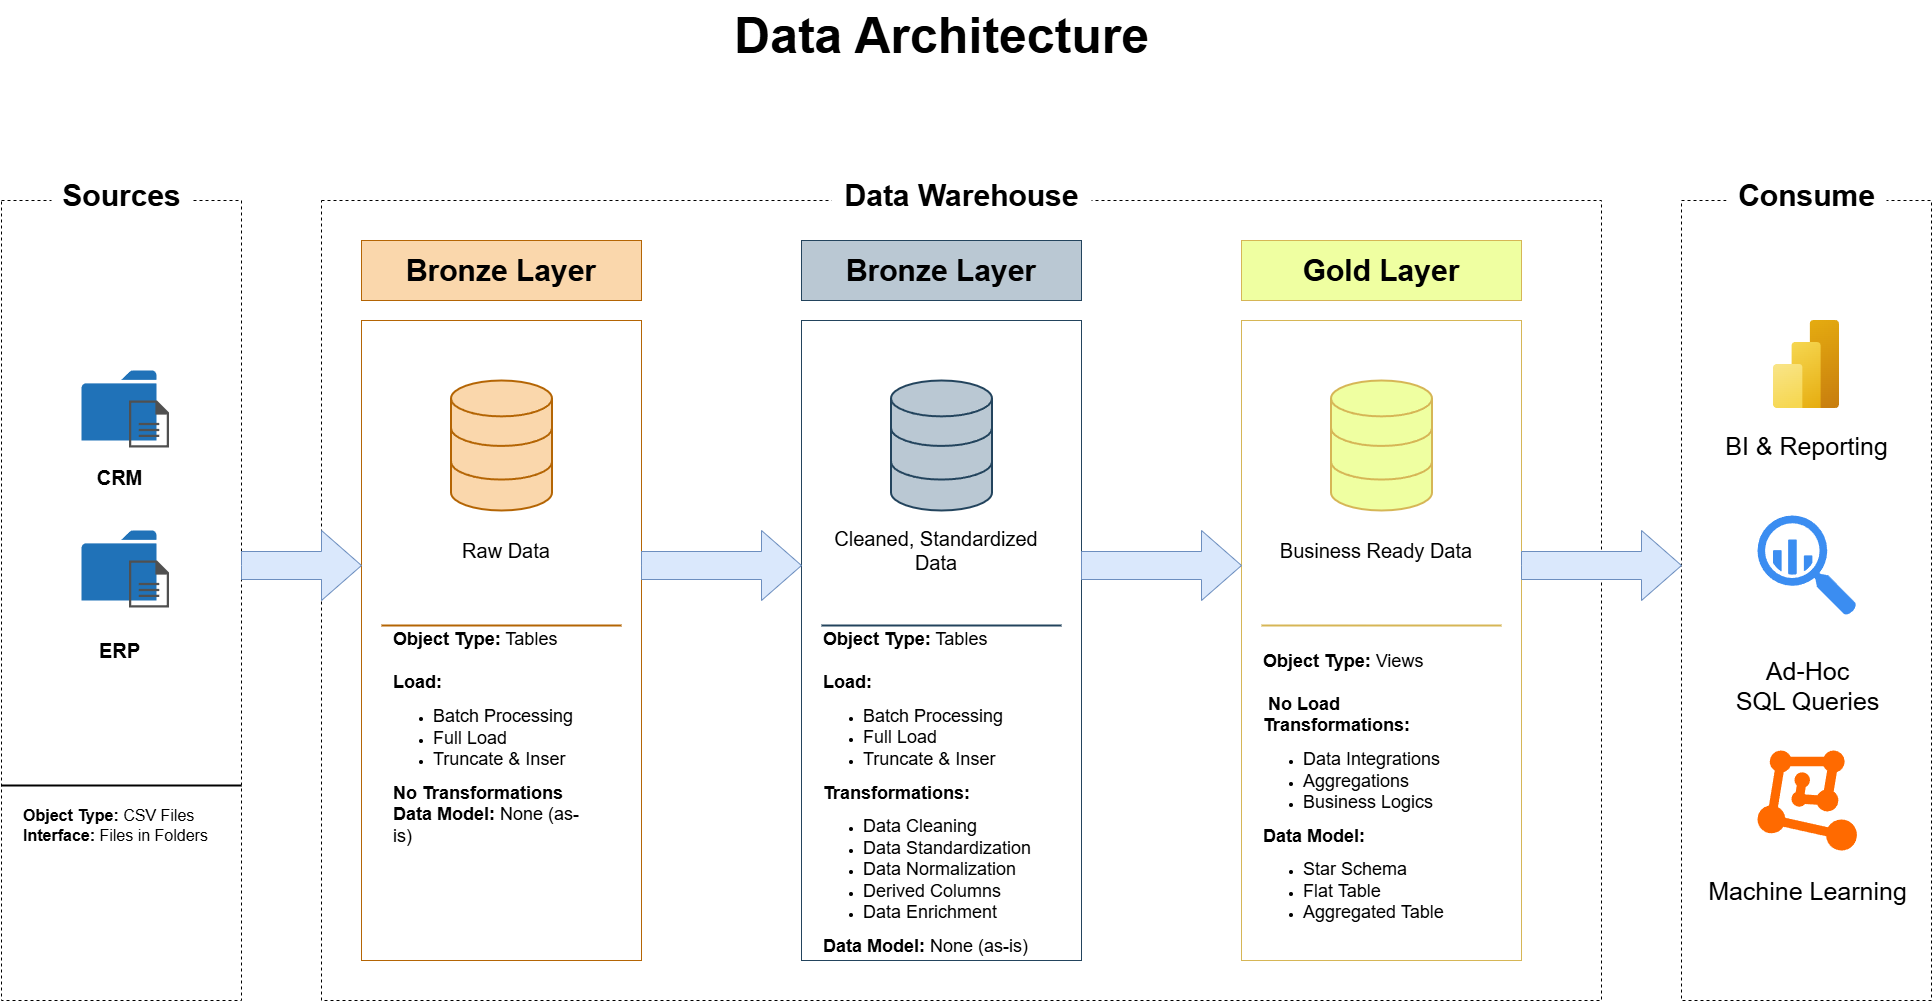 Data Architecture
Sources
CRM
ERP
Object Type: CSV Files
Interface: Files in Folders
Data Warehouse
Bronze Layer
Raw Data
Object Type: Tables
Load:
• Batch Processing
• Full Load
• Truncate & Inser
No Transformations
Data Model: None (as-
is)
Bronze Layer
Cleaned, Standardized
Data
Object Type: Tables
Load:
• Batch Processing
• Full Load
• Truncate & Inser
Transformations:
• Data Cleaning
• Data Standardization
• Data Normalization
• Derived Columns
• Data Enrichment
Data Model: None (as-is)
Gold Layer
Business Ready Data
Object Type: Views
No Load
Transformations:
• Data Integrations
• Aggregations
• Business Logics
Data Model:
• Star Schema
• Flat Table
• Aggregated Table
Consume
BI & Reporting
Ad-Hoc
SQL Queries
Machine Learning